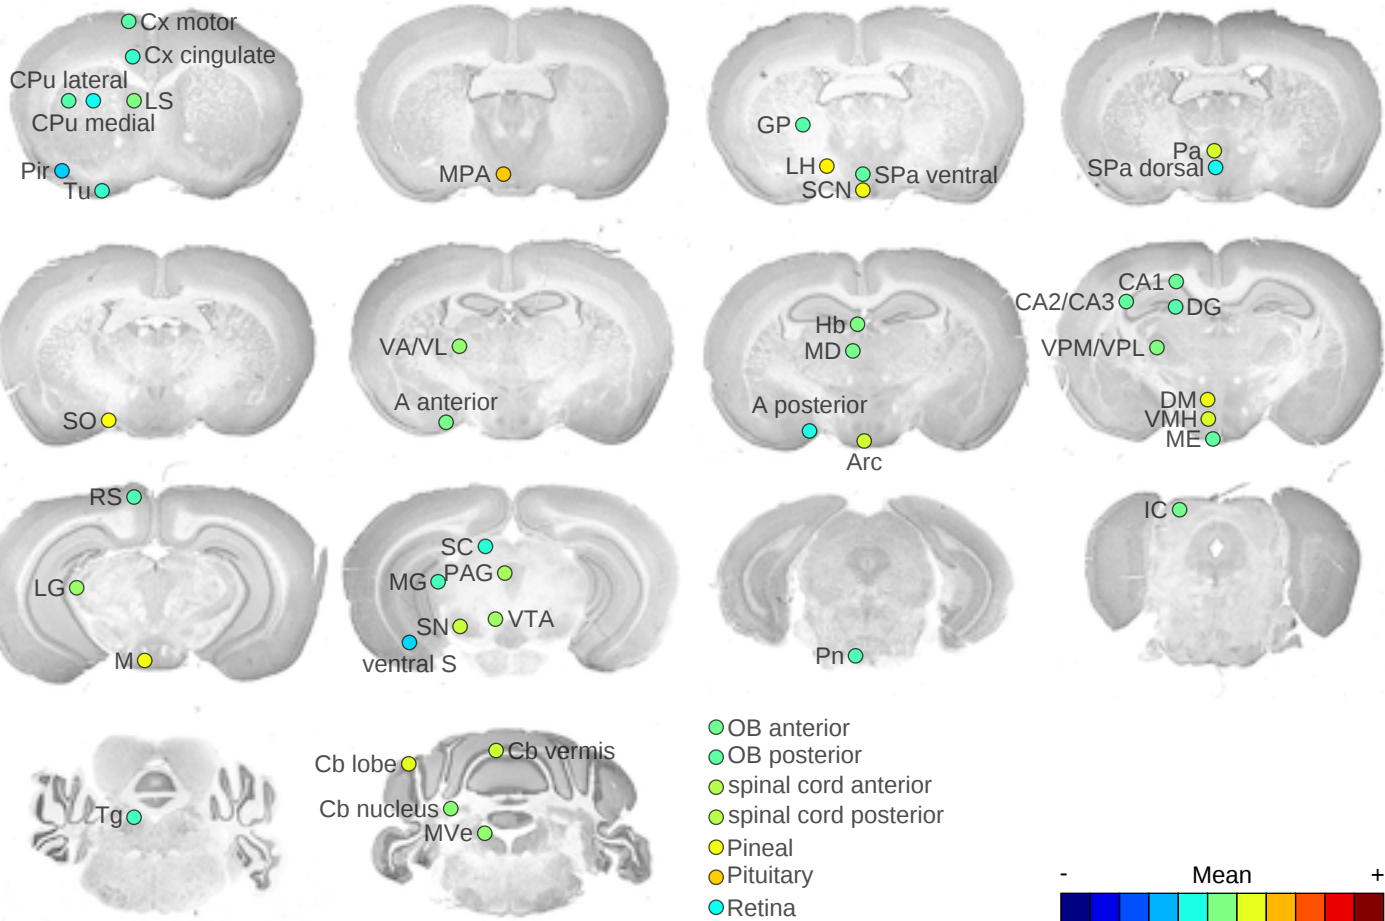 Cx motor
Cx cingulate
CPu lateral
LS
CPu medial
Pir
Tu
MPA
GP
LH
SPa ventral
SCN
Pa
SPa dorsal
SO
VA/VL
A anterior
Hb
MD
A posterior
Arc
CA1
CA2/CA3
DG
VPM/VPL
DM
VMH
ME
RS
LG
M
SC
MG
PAG
SN
VTA
ventral S
Pn
IC
Tg
Cb lobe
Cb vermis
Cb nucleus
MVe
OB anterior
OB posterior
spinal cord anterior
spinal cord posterior
Pineal
Pituitary
Retina
- Mean +